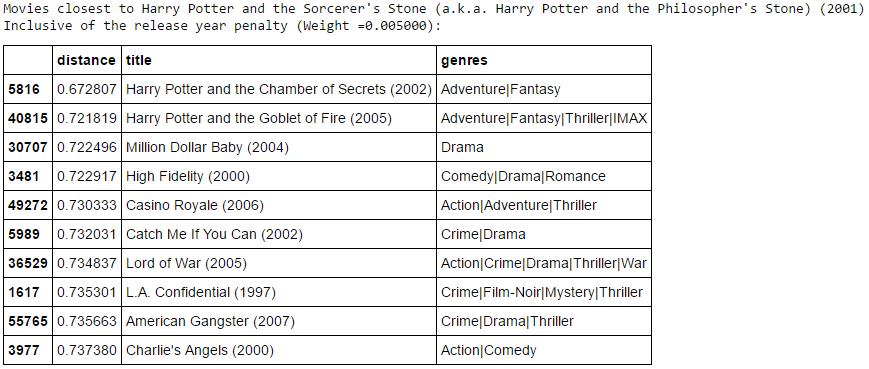 Movies closest to Harry Potter and the Sorcerer's Stone (a.k.a. Harry Potter and the Philosopher's Stone) (2001)
Inclusive of the release year penalty (Weight =0.005000):
distance title genres
5816 0.672807 Harry Potter and the Chamber of Secrets (2002) Adventure|Fantasy
40815 0.721819 Harry Potter and the Goblet of Fire (2005) Adventure|Fantasy|Thriller|IMAX
30707 0.722496 Million Dollar Baby (2004) Drama
3481 0.722917 High Fidelity (2000) Comedy|Drama|Romance
49272 0.730333 Casino Royale (2006) Action|Adventure|Thriller
5989 0.732031 Catch Me If You Can (2002) Crime|Drama
36529 0.734837 Lord of War (2005) Action|Crime|Drama|Thriller|War
1617 0.735301 L.A. Confidential (1997) Crime|Film-Noir|Mystery|Thriller
55765 0.735663 American Gangster (2007) Crime|Drama|Thriller
3977 0.737380 Charlie's Angels (2000) Action|Comedy